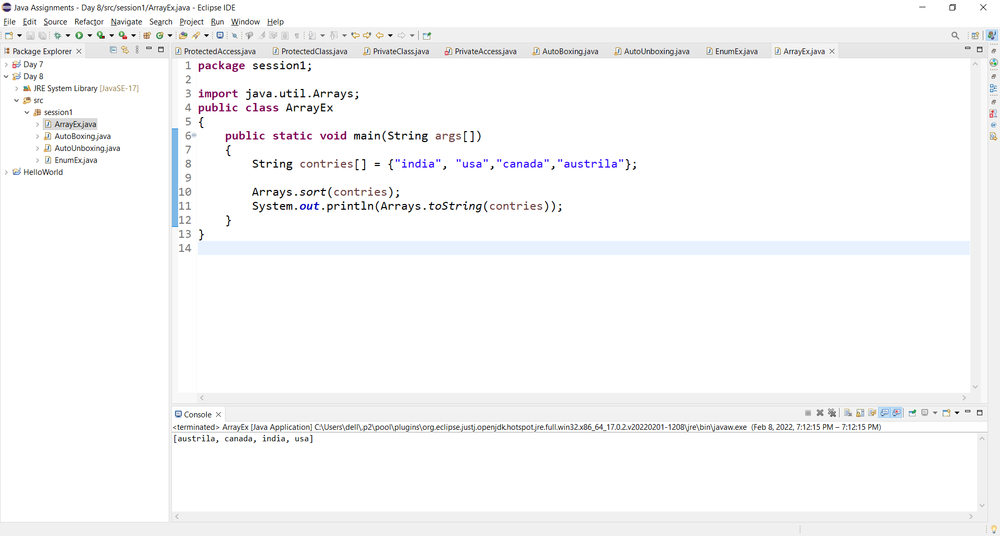 Java Assignments - Day 8/src/session1/ArrayEx.java - Eclipse IDE
File Edit Source Refactor Navigate Search Project Run Window Help
Package Explorer
Day 7
Day 8
JRE System Library [JavaSE-17]
src
session1
ArrayEx.java
AutoBoxing.java
AutoUnboxing.java
EnumEx.java
HelloWorld
ProtectedAccess.java ProtectedClass.java PrivateClass.java PrivateAccess.java AutoBoxing.java AutoUnboxing.java EnumEx.java ArrayEx.java
1 package session1;
2
3 import java.util.Arrays;
4 public class ArrayEx
5 {
6 public static void main(String args[])
7 {
8 String contries[] = {"india", "usa","canada","austrila"};
9
10 Arrays.sort(contries);
11 System.out.println(Arrays.toString(contries));
12 }
13 }
14
Console
<terminated> ArrayEx [Java Application] C:\Users\dell\.p2\pool\plugins\org.eclipse.justj.openjdk.hotspot.jre.full.win32.x86_64_17.0.2.v20220201-1208\jre\bin\javaw.exe (Feb 8, 2022, 7:12:15 PM – 7:12:15 PM)
[austrila, canada, india, usa]